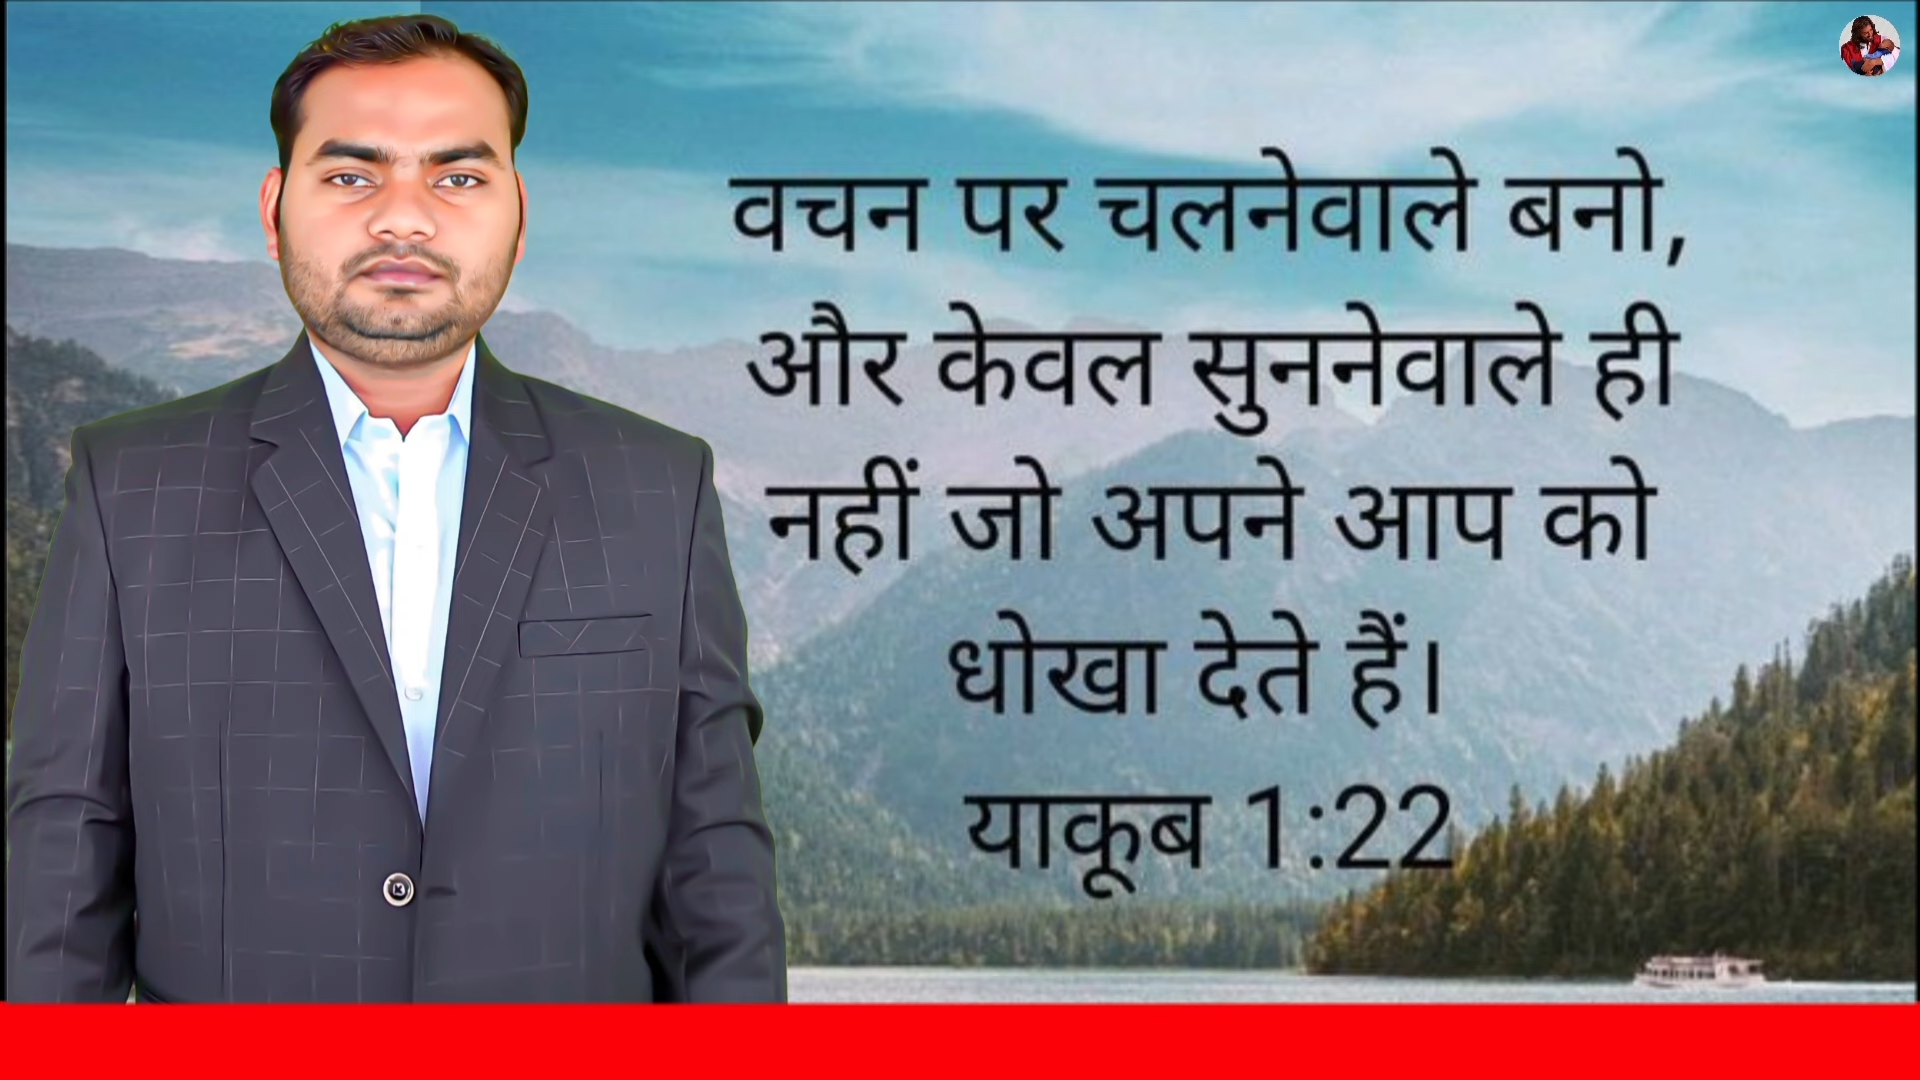 वचन पर चलनेवाले बनो,
और केवल सुननेवाले ही
नहीं जो अपने आप को
धोखा देते हैं।
याकूब 1:22